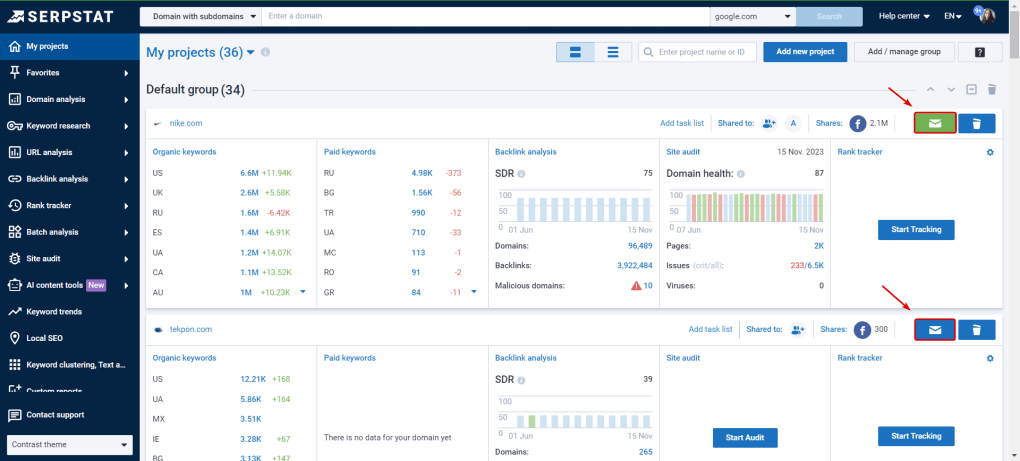 SERPSTAT
Domain with subdomains
Enter a domain
google.com
Search
Help center
EN
9+
My projects
Favorites
Domain analysis
Keyword research
URL analysis
Backlink analysis
Rank tracker
Batch analysis
Site audit
AI content tools New
Keyword trends
Local SEO
Keyword clustering, Text a...
Custom reports
Contact support
Contrast theme
My projects (36)
Enter project name or ID
Add new project
Add / manage group
?
Default group (34)
nike.com
Add task list
Shared to:
A
Shares:
2.1M
Organic keywords
US 6.6M +11.94K
UK 2.6M +5.58K
RU 1.6M -6.42K
ES 1.4M +6.91K
UA 1.2M +14.07K
CA 1.1M +13.52K
AU 1M +10.23K
Paid keywords
RU 4.98K -373
BG 1.56K -56
TR 990 -12
UA 710 -33
MC 113 -1
RO 91 -2
GR 84 -11
Backlink analysis
SDR 75
100
50
0
01 Jun 15 Nov
Domains: 96,489
Backlinks: 3,922,484
Malicious domains: 10
Site audit 15 Nov. 2023
Domain health: 87
100
50
0
07 Jun 15 Nov
Pages: 2K
Issues (crit/all): 233/6.5K
Viruses: 0
Rank tracker
Start Tracking
tekpon.com
Add task list
Shared to:
Shares:
300
Organic keywords
US 12.21K +168
UA 5.86K +164
MX 3.51K
IE 3.28K +67
BG 3.13K +147
Paid keywords
There is no data for your domain yet
Backlink analysis
SDR 39
100
50
0
01 Jun 15 Nov
Domains: 265
Site audit
Start Audit
Rank tracker
Start Tracking